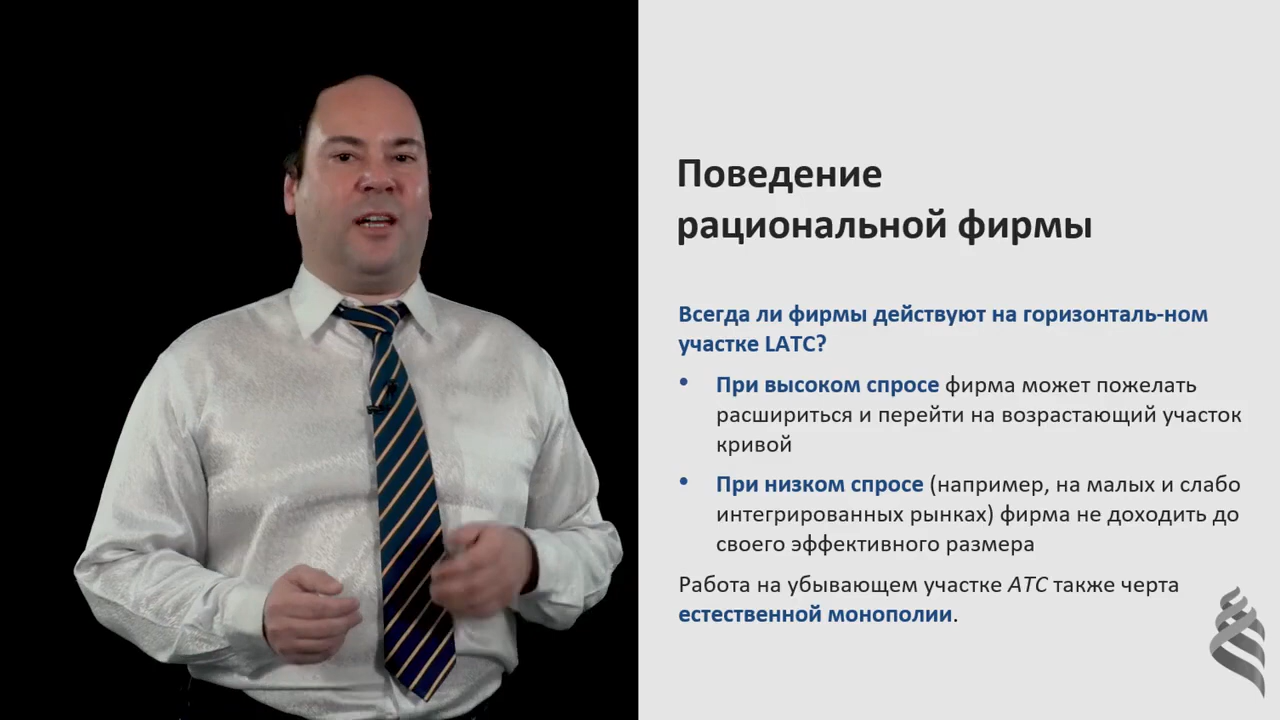 Поведение
рациональной фирмы
Всегда ли фирмы действуют на горизонталь-ном
участке LATC?
• При высоком спросе фирма может пожелать
расшириться и перейти на возрастающий участок
кривой
• При низком спросе (например, на малых и слабо
интегрированных рынках) фирма не доходить до
своего эффективного размера
Работа на убывающем участке ATC также черта
естественной монополии.